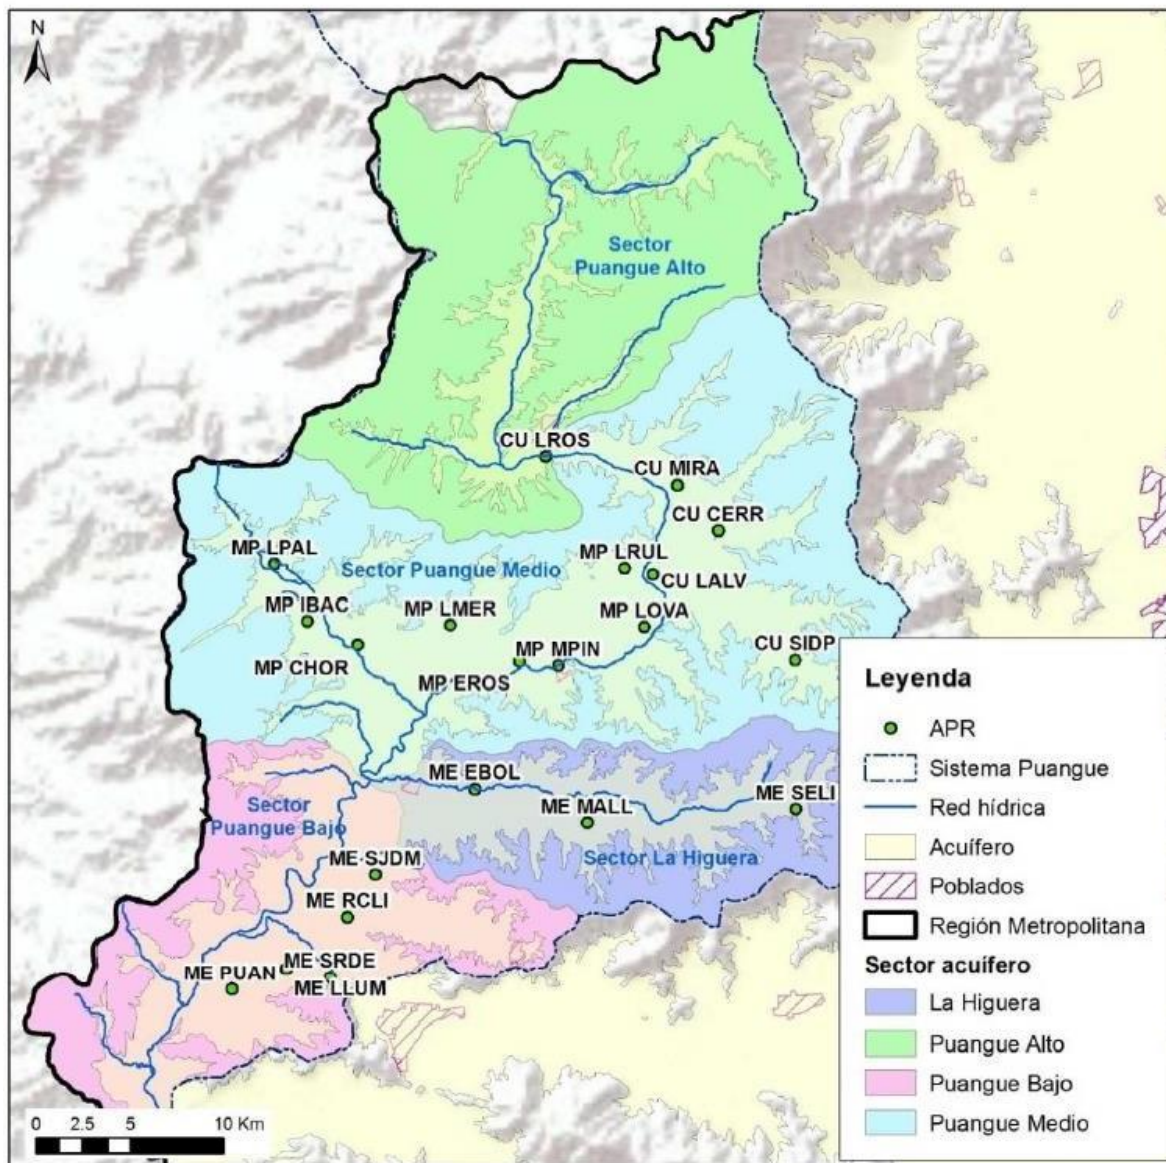 N
Sector
Puangue Alto
CU LROS
CU MIRA
CU CERR
MP LPAL
Sector Puangue Medio
MP LRUL
CU LALV
MP IBAC
MP LMER
MP LOVA
MP CHOR
MP MPIN
CU SIDP
MP EROS
Sector
Puangue Bajo
ME EBOL
ME MALL
ME SELI
Sector La Higuera
ME SJDM
ME RCLI
ME SRDE
ME PUAN
ME LLUM
0 2.5 5 10 Km
Leyenda
APR
Sistema Puangue
Red hídrica
Acuífero
Poblados
Región Metropolitana
Sector acuífero
La Higuera
Puangue Alto
Puangue Bajo
Puangue Medio